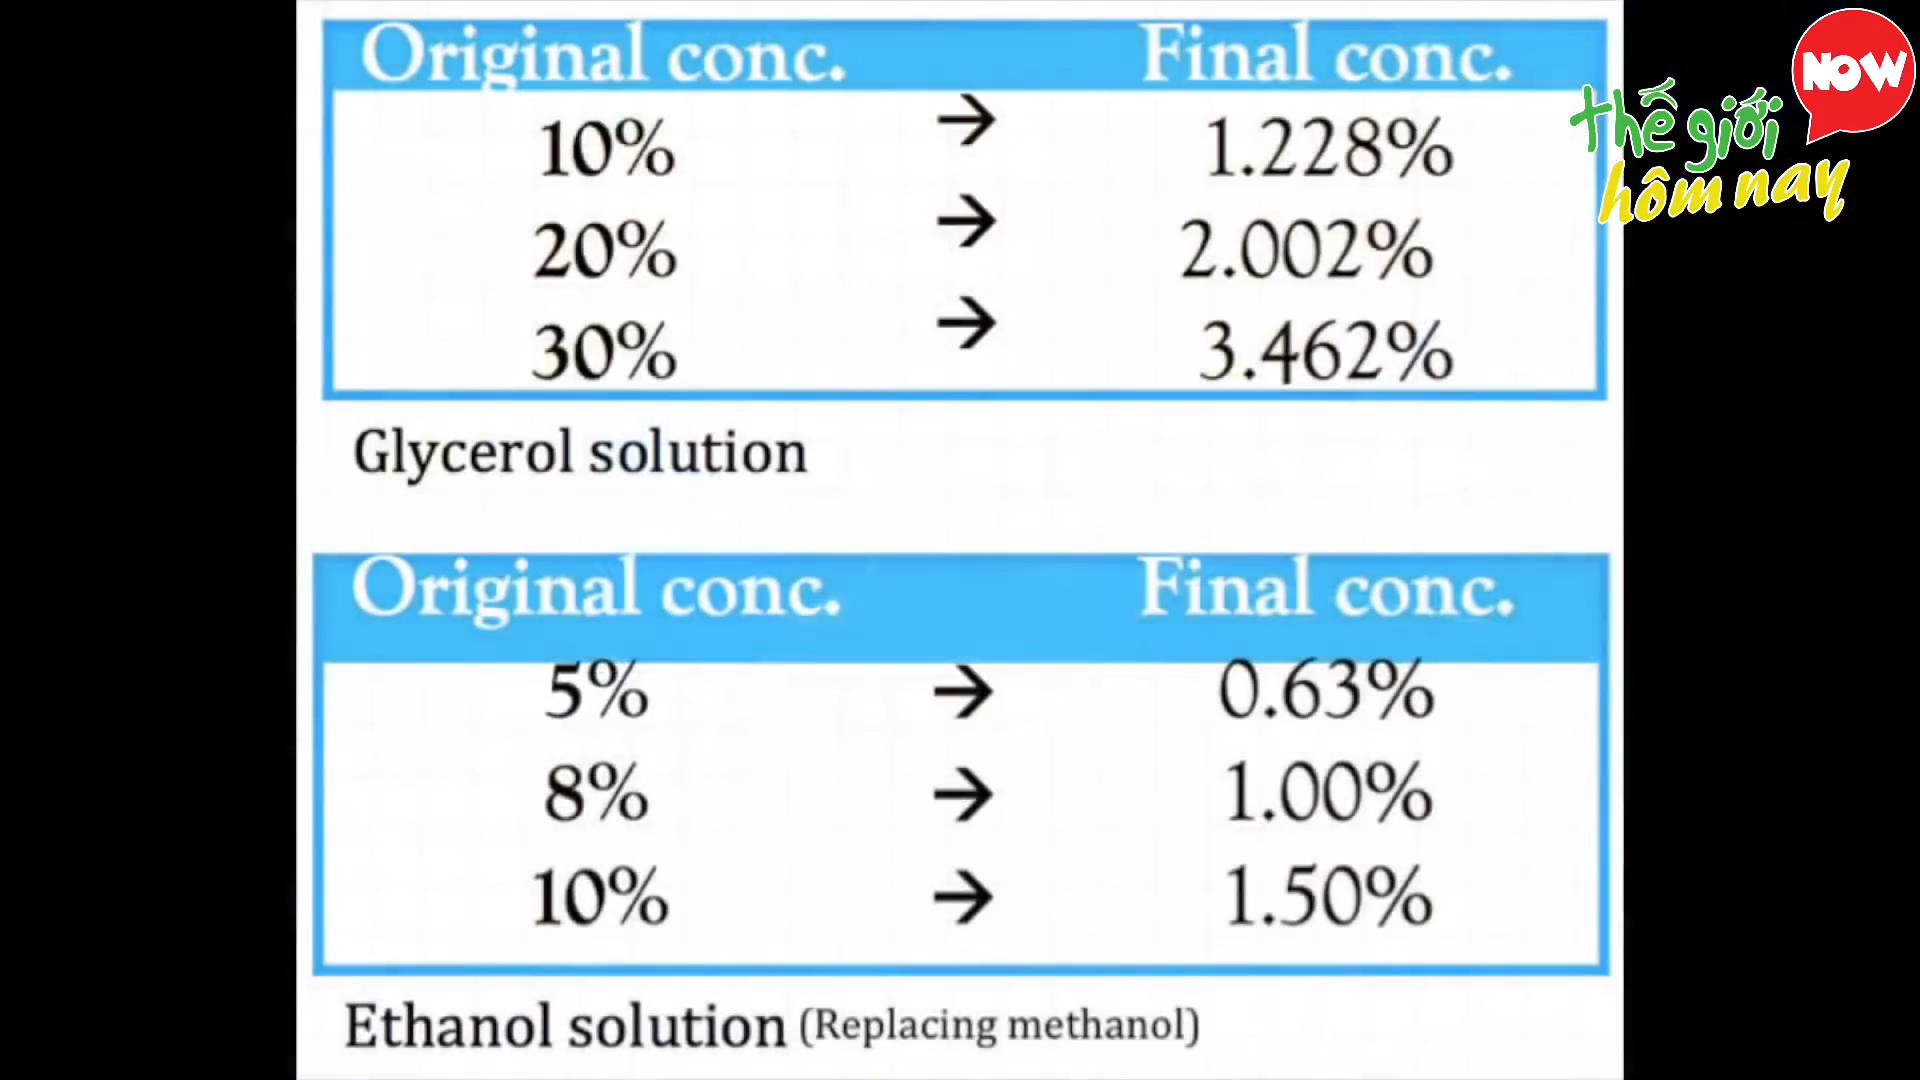 Original conc. Final conc.
10% → 1.228%
20% → 2.002%
30% → 3.462%
Glycerol solution
Original conc. Final conc.
5% → 0.63%
8% → 1.00%
10% → 1.50%
Ethanol solution (Replacing methanol)
NOW
thế giới
hôm nay